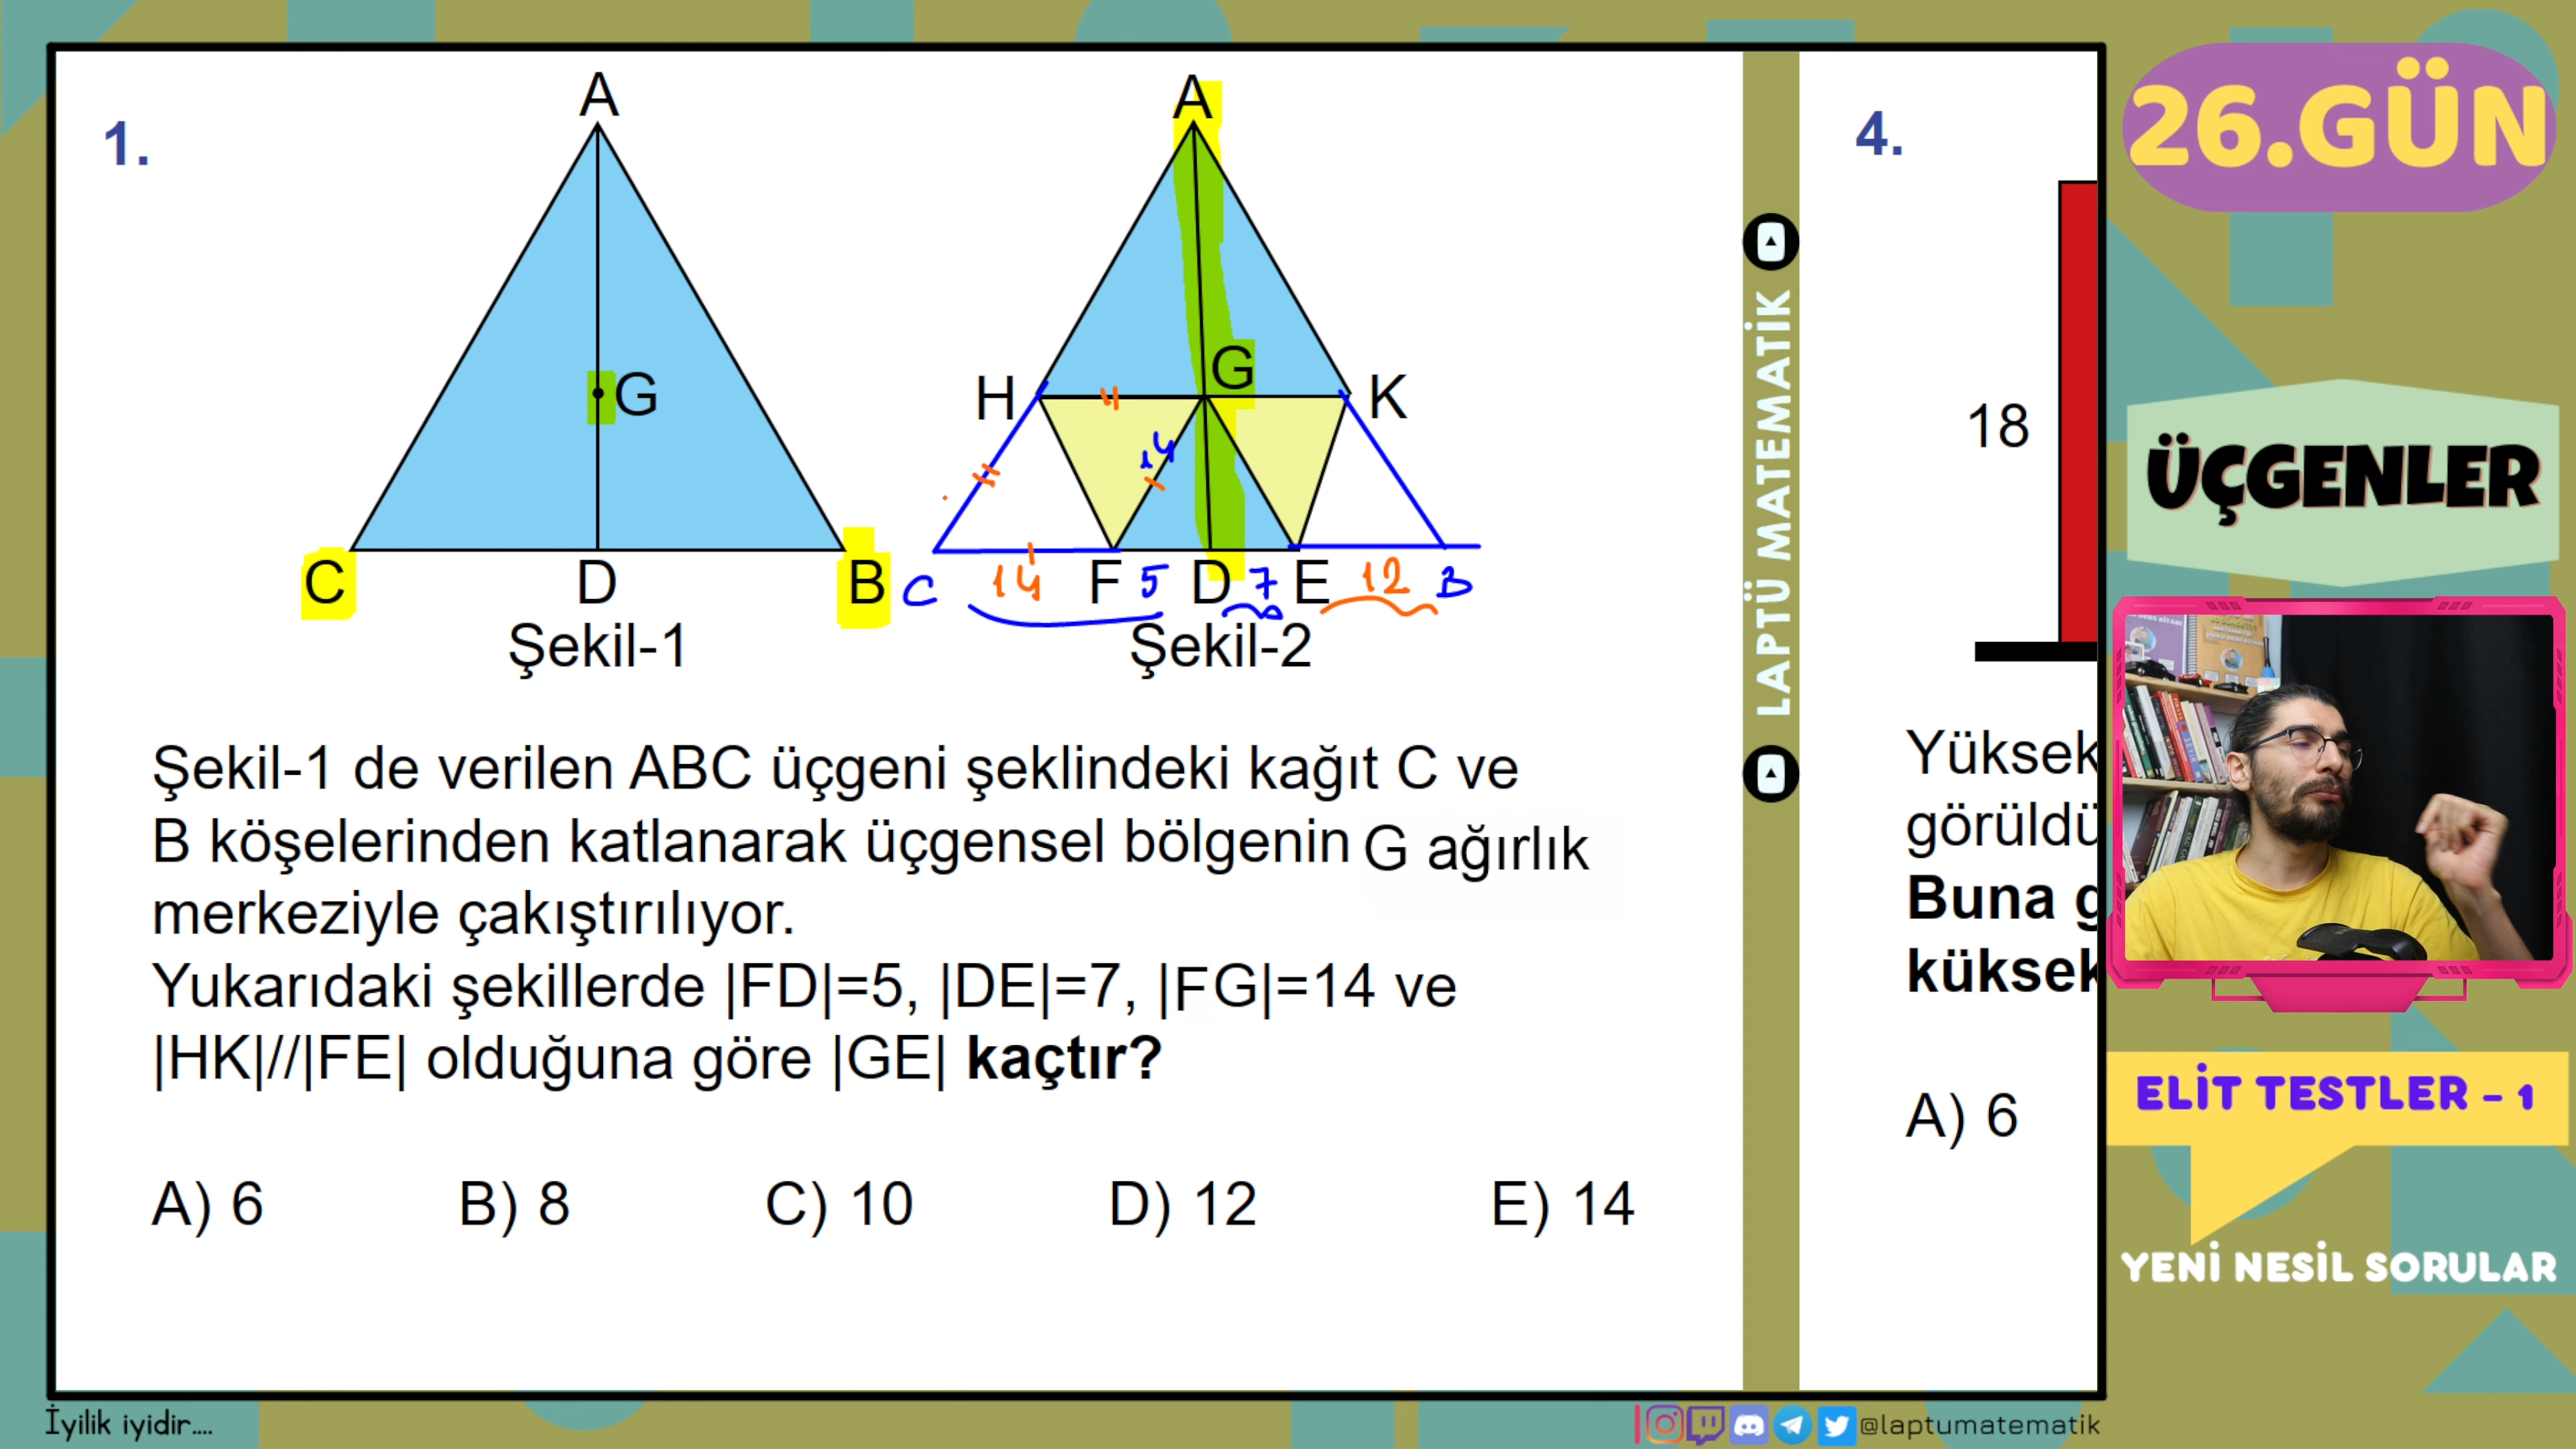 26.GÜN
1.
A
G
C
D
B
Şekil-1
A
G
H
K
14
C
14
F
5
D
7
E
12
B
Şekil-2
Şekil-1 de verilen ABC üçgeni şeklindeki kağıt C ve
B köşelerinden katlanarak üçgensel bölgenin G ağırlık
merkeziyle çakıştırılıyor.
Yukarıdaki şekillerde |FD|=5, |DE|=7, |FG|=14 ve
|HK|//|FE| olduğuna göre |GE| kaçtır?
A) 6 B) 8 C) 10 D) 12 E) 14
LAPTÜ MATEMATİK
4.
18
Yüksek
görüldü
Buna g
küksek
A) 6
ÜÇGENLER
ELİT TESTLER - 1
YENİ NESİL SORULAR
İyilik iyidir....
@laptumatematik